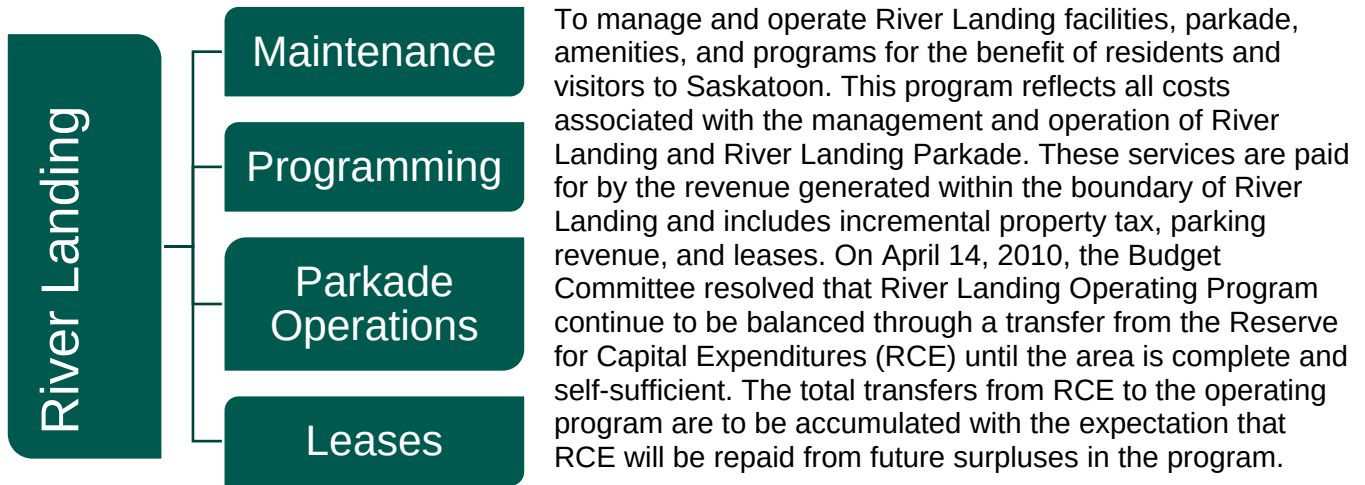 River Landing
Maintenance
Programming
Parkade
Operations
Leases
To manage and operate River Landing facilities, parkade,
amenities, and programs for the benefit of residents and
visitors to Saskatoon. This program reflects all costs
associated with the management and operation of River
Landing and River Landing Parkade. These services are paid
for by the revenue generated within the boundary of River
Landing and includes incremental property tax, parking
revenue, and leases. On April 14, 2010, the Budget
Committee resolved that River Landing Operating Program
continue to be balanced through a transfer from the Reserve
for Capital Expenditures (RCE) until the area is complete and
self-sufficient. The total transfers from RCE to the operating
program are to be accumulated with the expectation that
RCE will be repaid from future surpluses in the program.